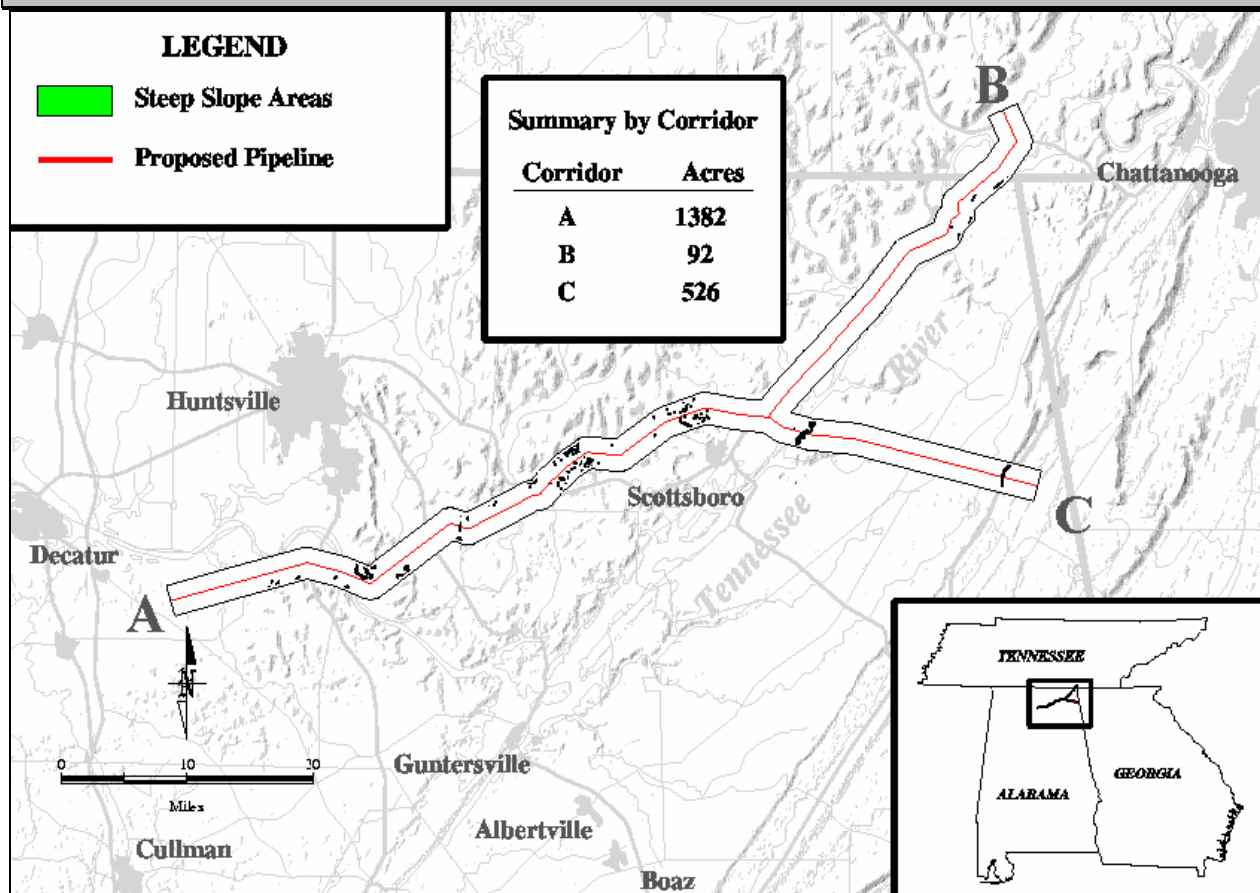 LEGEND
Steep Slope Areas
Proposed Pipeline
Summary by Corridor
Corridor Acres
A 1382
B 92
C 526
B
Chattanooga
River
Huntsville
Scottsboro
Tennessee
C
Decatur
A
N
0 10 20
Miles
Guntersville
Albertville
Cullman
Boaz
TENNESSEE
ALABAMA
GEORGIA